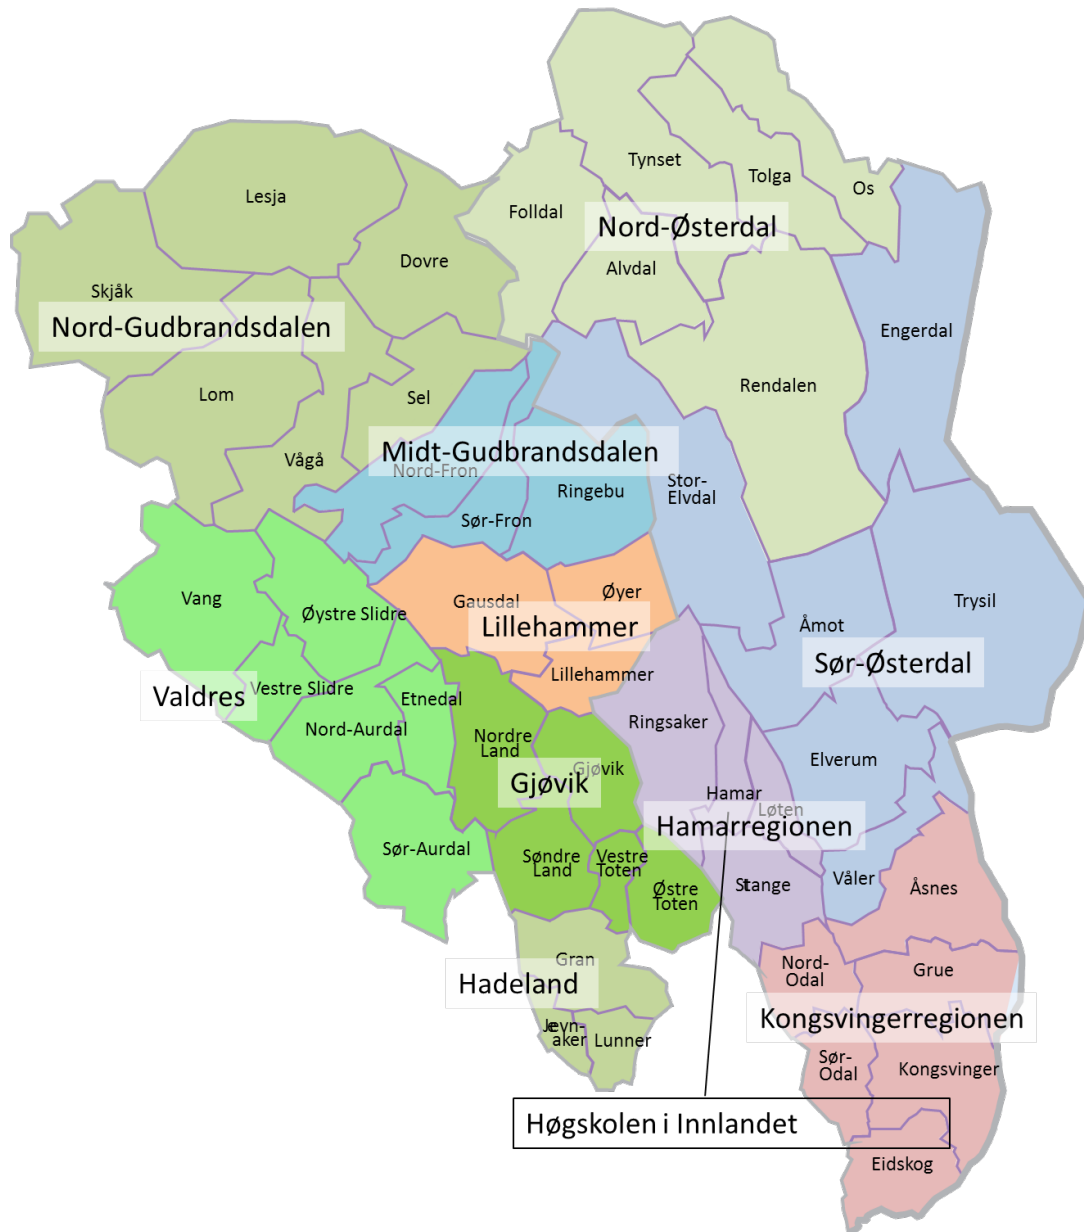 Tynset
Tolga
Os
Lesja
Folldal
Nord-Østerdal
Dovre
Alvdal
Skjåk
Nord-Gudbrandsdalen
Engerdal
Rendalen
Lom
Sel
Midt-Gudbrandsdalen
Vågå
Nord-Fron
Stor-
Elvdal
Ringebu
Sør-Fron
Vang
Øystre Slidre
Gausdal
Øyer
Trysil
Lillehammer
Åmot
Sør-Østerdal
Lillehammer
Vestre Slidre
Valdres
Etnedal
Nord-Aurdal
Ringsaker
Nordre
Land
Elverum
Gjøvik
Gjøvik
Hamar
Løten
Hamarregionen
Sør-Aurdal
Søndre
Land
Vestre
Toten
Østre
Toten
Stange
Våler
Åsnes
Gran
Nord-
Odal
Grue
Hadeland
Kongsvingerregionen
Jevn-
aker
Lunner
Sør-
Odal
Kongsvinger
Høgskolen i Innlandet
Eidskog